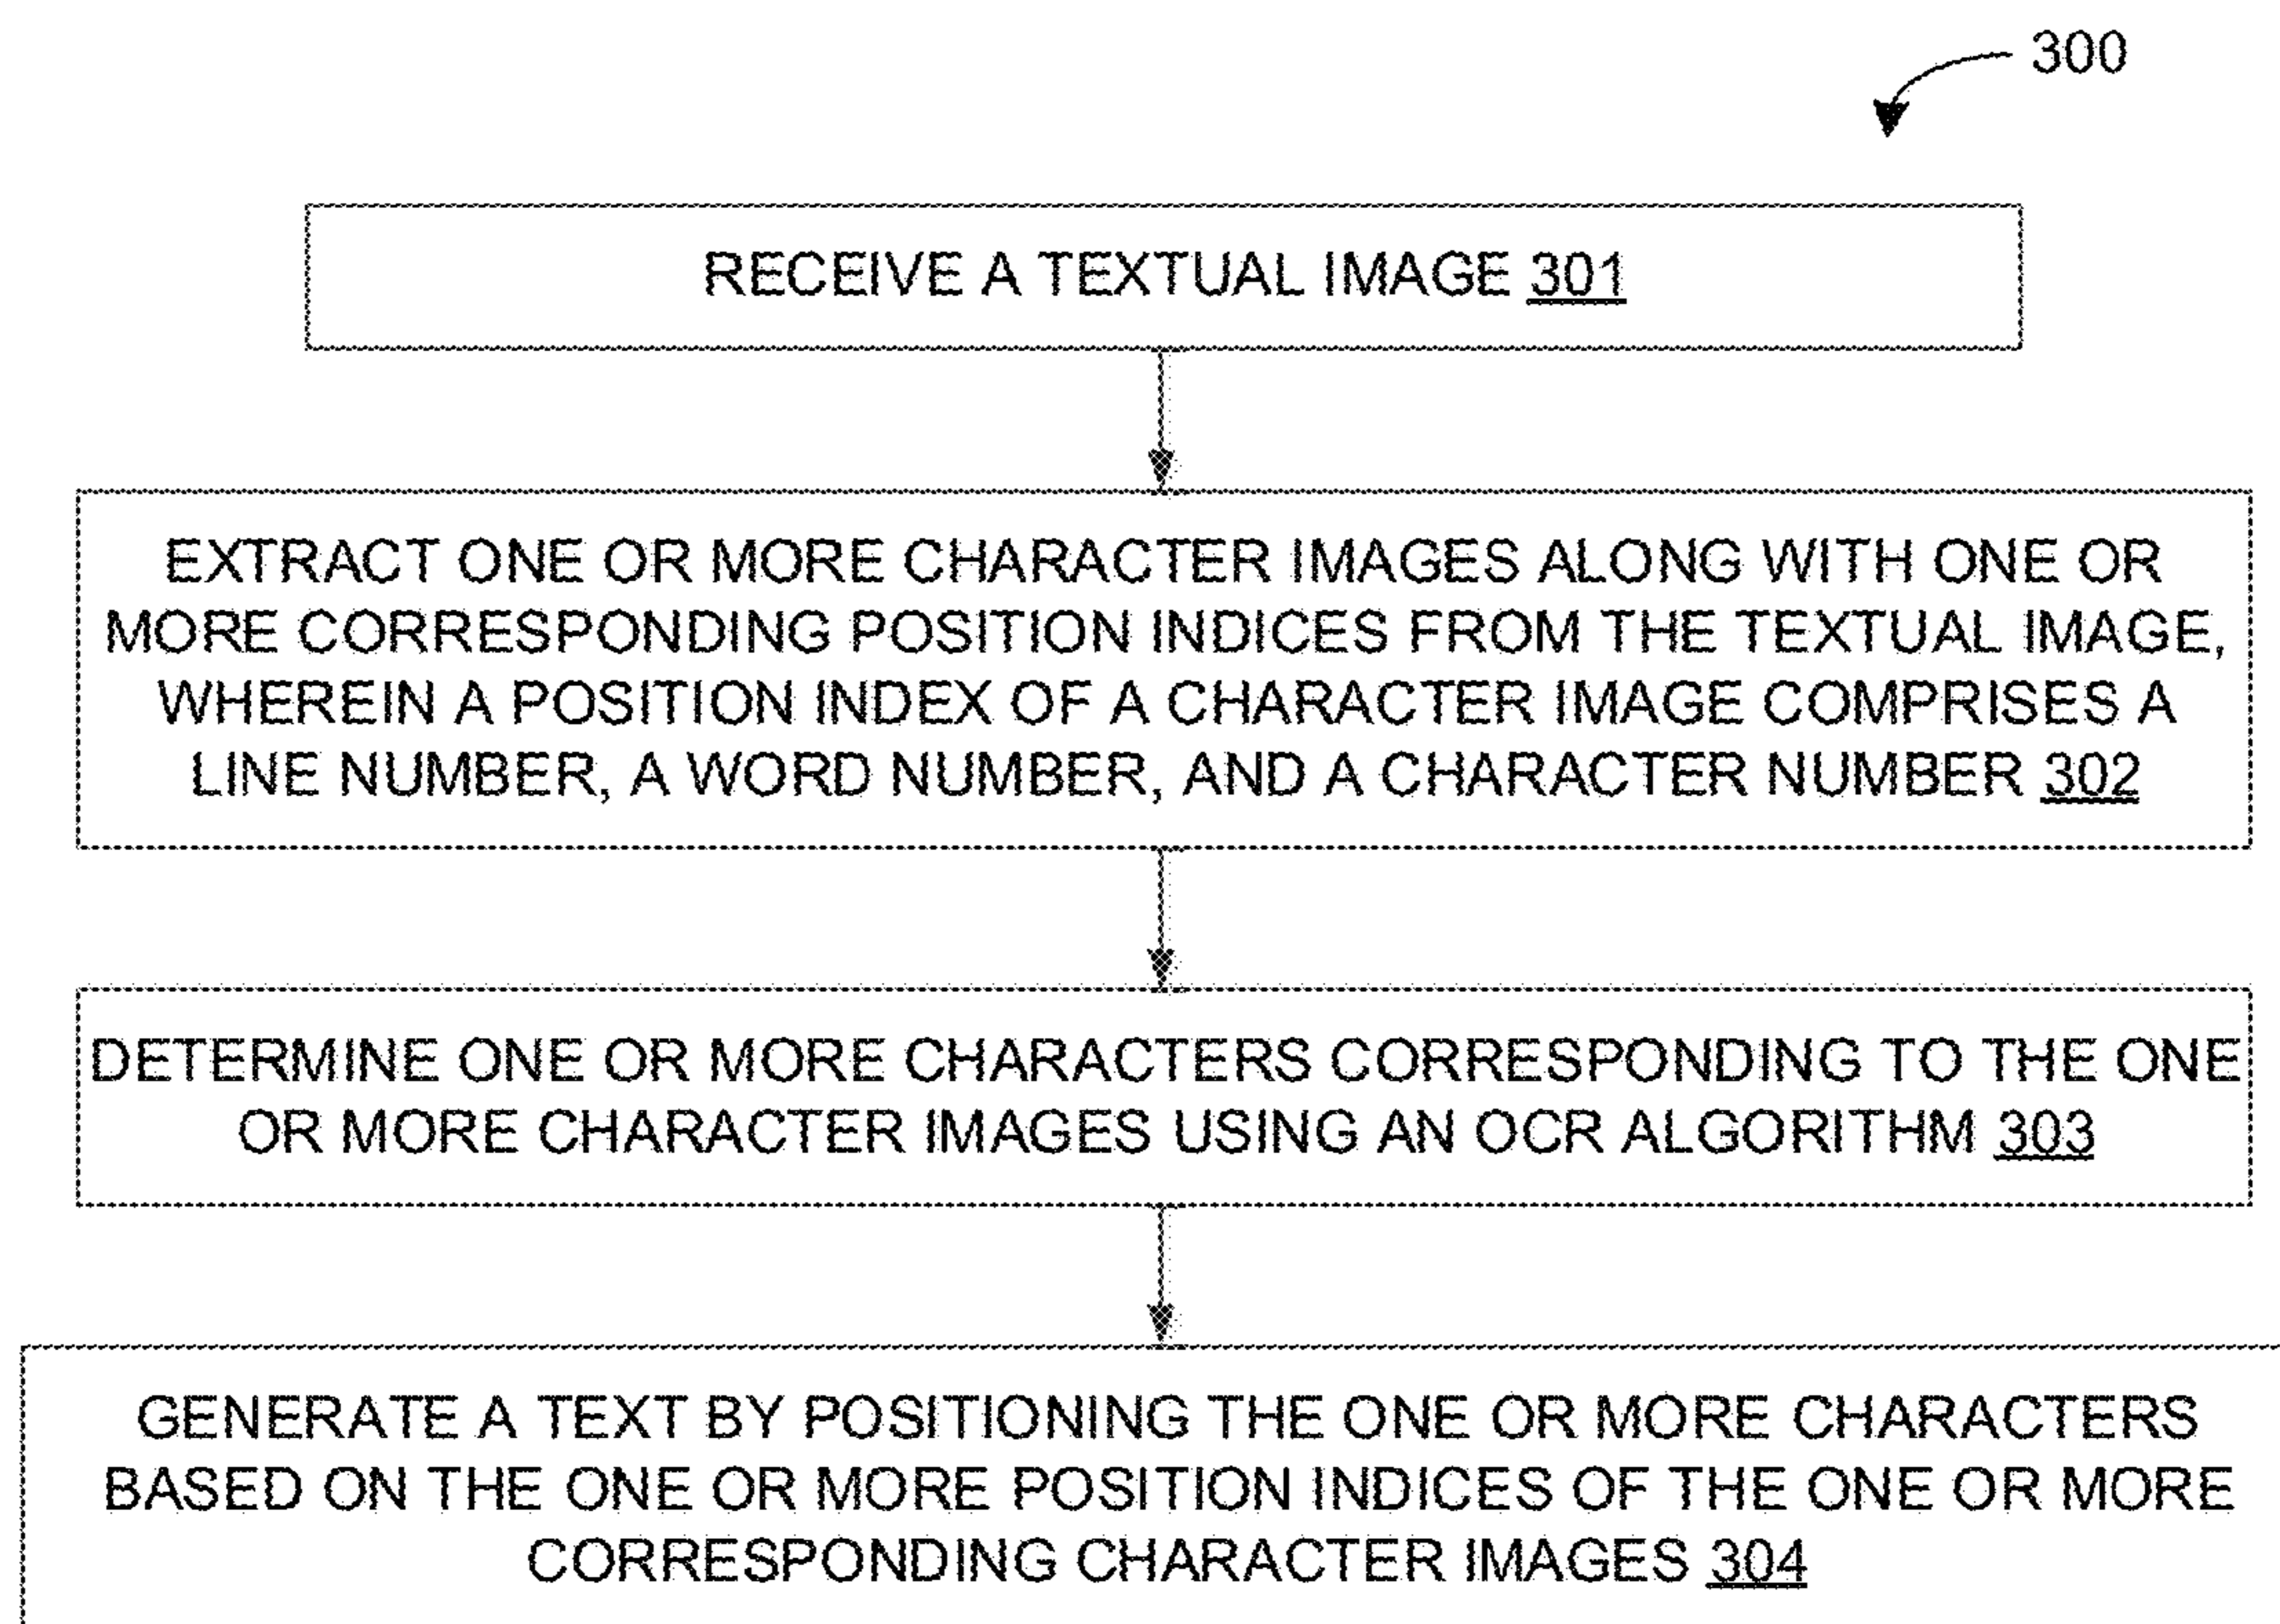 300
RECEIVE A TEXTUAL IMAGE 301
EXTRACT ONE OR MORE CHARACTER IMAGES ALONG WITH ONE OR
MORE CORRESPONDING POSITION INDICES FROM THE TEXTUAL IMAGE,
WHEREIN A POSITION INDEX OF A CHARACTER IMAGE COMPRISES A
LINE NUMBER, A WORD NUMBER, AND A CHARACTER NUMBER 302
DETERMINE ONE OR MORE CHARACTERS CORRESPONDING TO THE ONE
OR MORE CHARACTER IMAGES USING AN OCR ALGORITHM 303
GENERATE A TEXT BY POSITIONING THE ONE OR MORE CHARACTERS
BASED ON THE ONE OR MORE POSITION INDICES OF THE ONE OR MORE
CORRESPONDING CHARACTER IMAGES 304